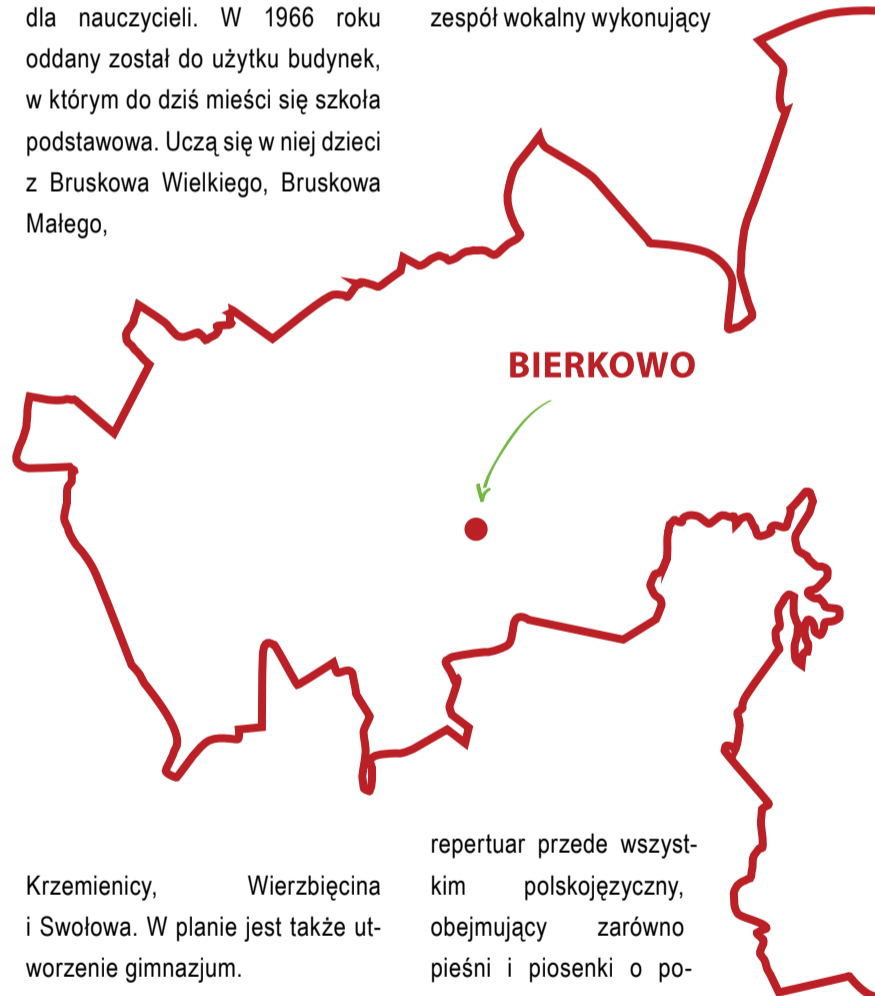 dla nauczycieli. W 1966 roku
oddany został do użytku budynek,
w którym do dziś mieści się szkoła
podstawowa. Uczą się w niej dzieci
z Bruskowa Wielkiego, Bruskowa
Małego,
Krzemienicy, Wierzbięcina
i Swołowa. W planie jest także ut-
worzenie gimnazjum.
zespół wokalny wykonujący
repertuar przede wszyst-
kim polskojęzyczny,
obejmujący zarówno
pieśni i piosenki o po-
BIERKOWO